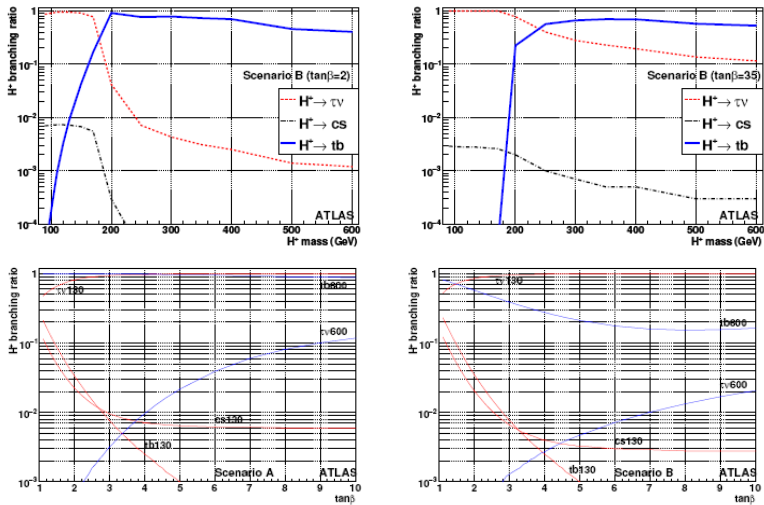 H⁺ branching ratio
1
10⁻¹
10⁻²
10⁻³
10⁻⁴
Scenario B (tanβ=2)
H⁺→ τν
H⁺→ cs
H⁺→ tb
ATLAS
100 200 300 400 500 600
H⁺ mass (GeV)
H⁺ branching ratio
1
10⁻¹
10⁻²
10⁻³
10⁻⁴
Scenario B (tanβ=35)
H⁺→ τν
H⁺→ cs
H⁺→ tb
ATLAS
100 200 300 400 500 600
H⁺ mass (GeV)
H⁺ branching ratio
1
10⁻¹
10⁻²
10⁻³
τν130
tb600
τν600
cs130
tb130
Scenario A
ATLAS
1 2 3 4 5 6 7 8 9 10
tanβ
H⁺ branching ratio
1
10⁻¹
10⁻²
10⁻³
τν130
tb600
τν600
cs130
tb130
Scenario B
ATLAS
1 2 3 4 5 6 7 8 9 10
tanβ